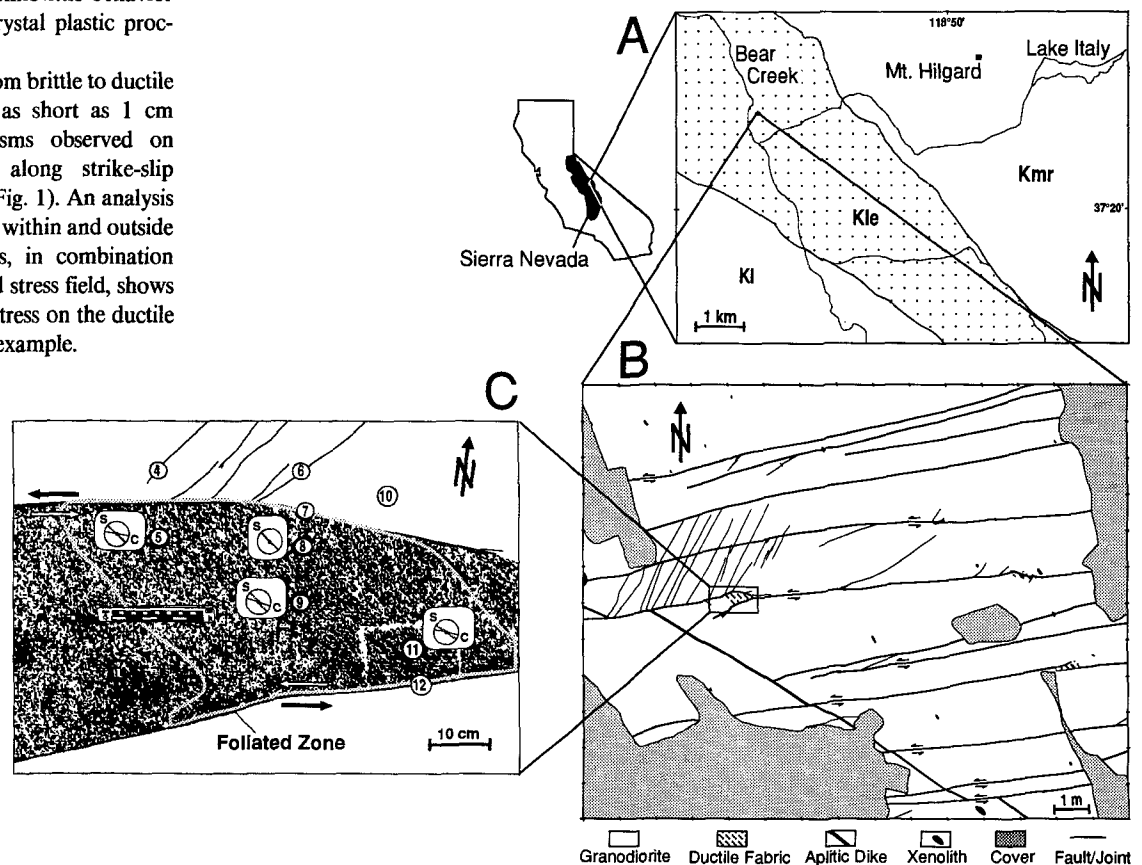 rystal plastic proc-
om brittle to ductile
as short as 1 cm
sms observed on
along strike-slip
Fig. 1). An analysis
within and outside
s, in combination
d stress field, shows
tress on the ductile
example.
A
118°50'
Bear
Creek
Mt. Hilgard
Lake Italy
Kmr
Kle
37°20'
Kl
N
1 km
Sierra Nevada
B
N
1 m
C
N
4
6
10
7
S
C
5
8
S
C
9
S
C
11
12
Foliated Zone
10 cm
Granodiorite
Ductile Fabric
Aplitic Dike
Xenolith
Cover
Fault/Joint